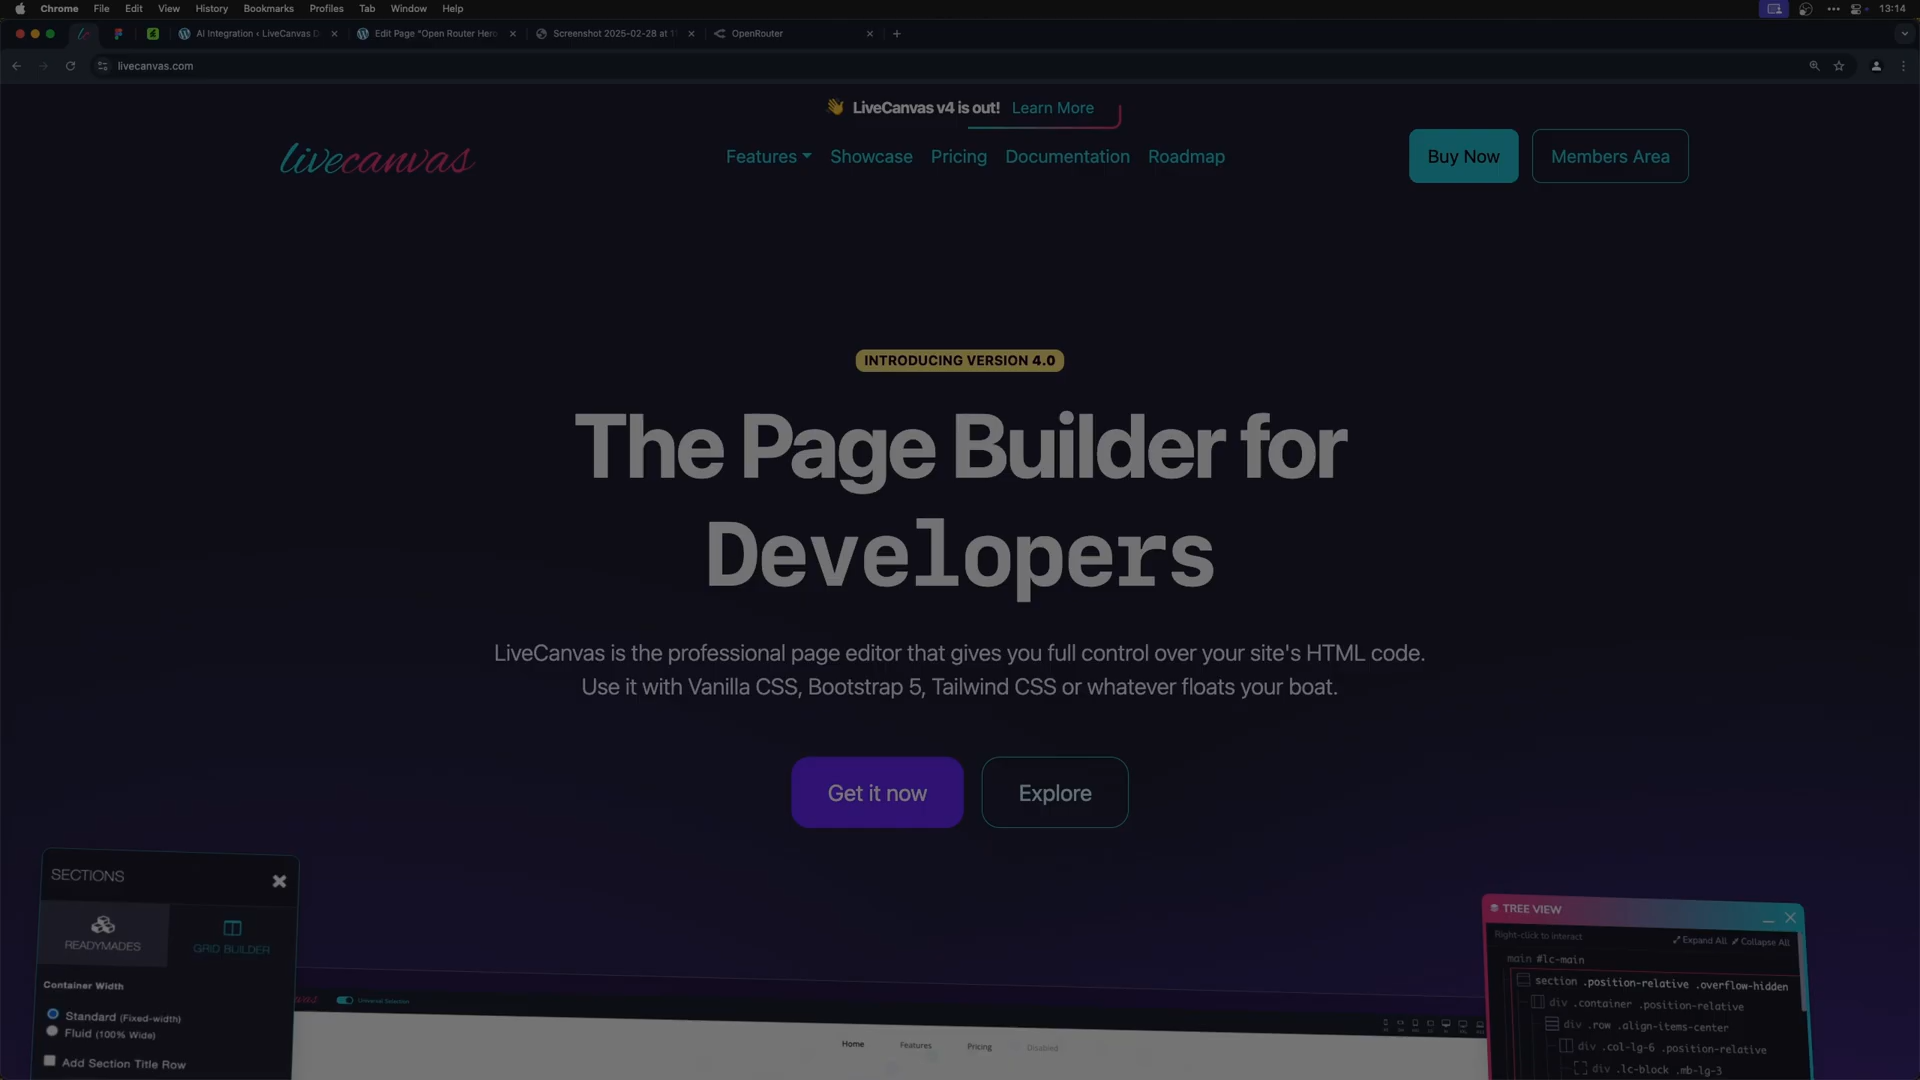 Chrome File Edit View History Bookmarks Profiles Tab Window Help 13:14
AI Integration ‹ LiveCanvas D Edit Page "Open Router Hero Screenshot 2025-02-28 at 1 OpenRouter
livecanvas.com
LiveCanvas v4 is out! Learn More
livecanvas Features Showcase Pricing Documentation Roadmap Buy Now Members Area
INTRODUCING VERSION 4.0
The Page Builder for
Developers
LiveCanvas is the professional page editor that gives you full control over your site's HTML code.
Use it with Vanilla CSS, Bootstrap 5, Tailwind CSS or whatever floats your boat.
Get it now Explore
SECTIONS
READYMADES GRID BUILDER
Container Width
Standard (Fixed-width)
Fluid (100% Wide)
Add Section Title Row
Universal Selection
Home Features Pricing Disabled
TREE VIEW
Right-click to interact Expand All Collapse All
main #lc-main
section .position-relative .overflow-hidden
div .container .position-relative
div .row .align-items-center
div .col-lg-6 .position-relative
div .lc-block .mb-lg-3